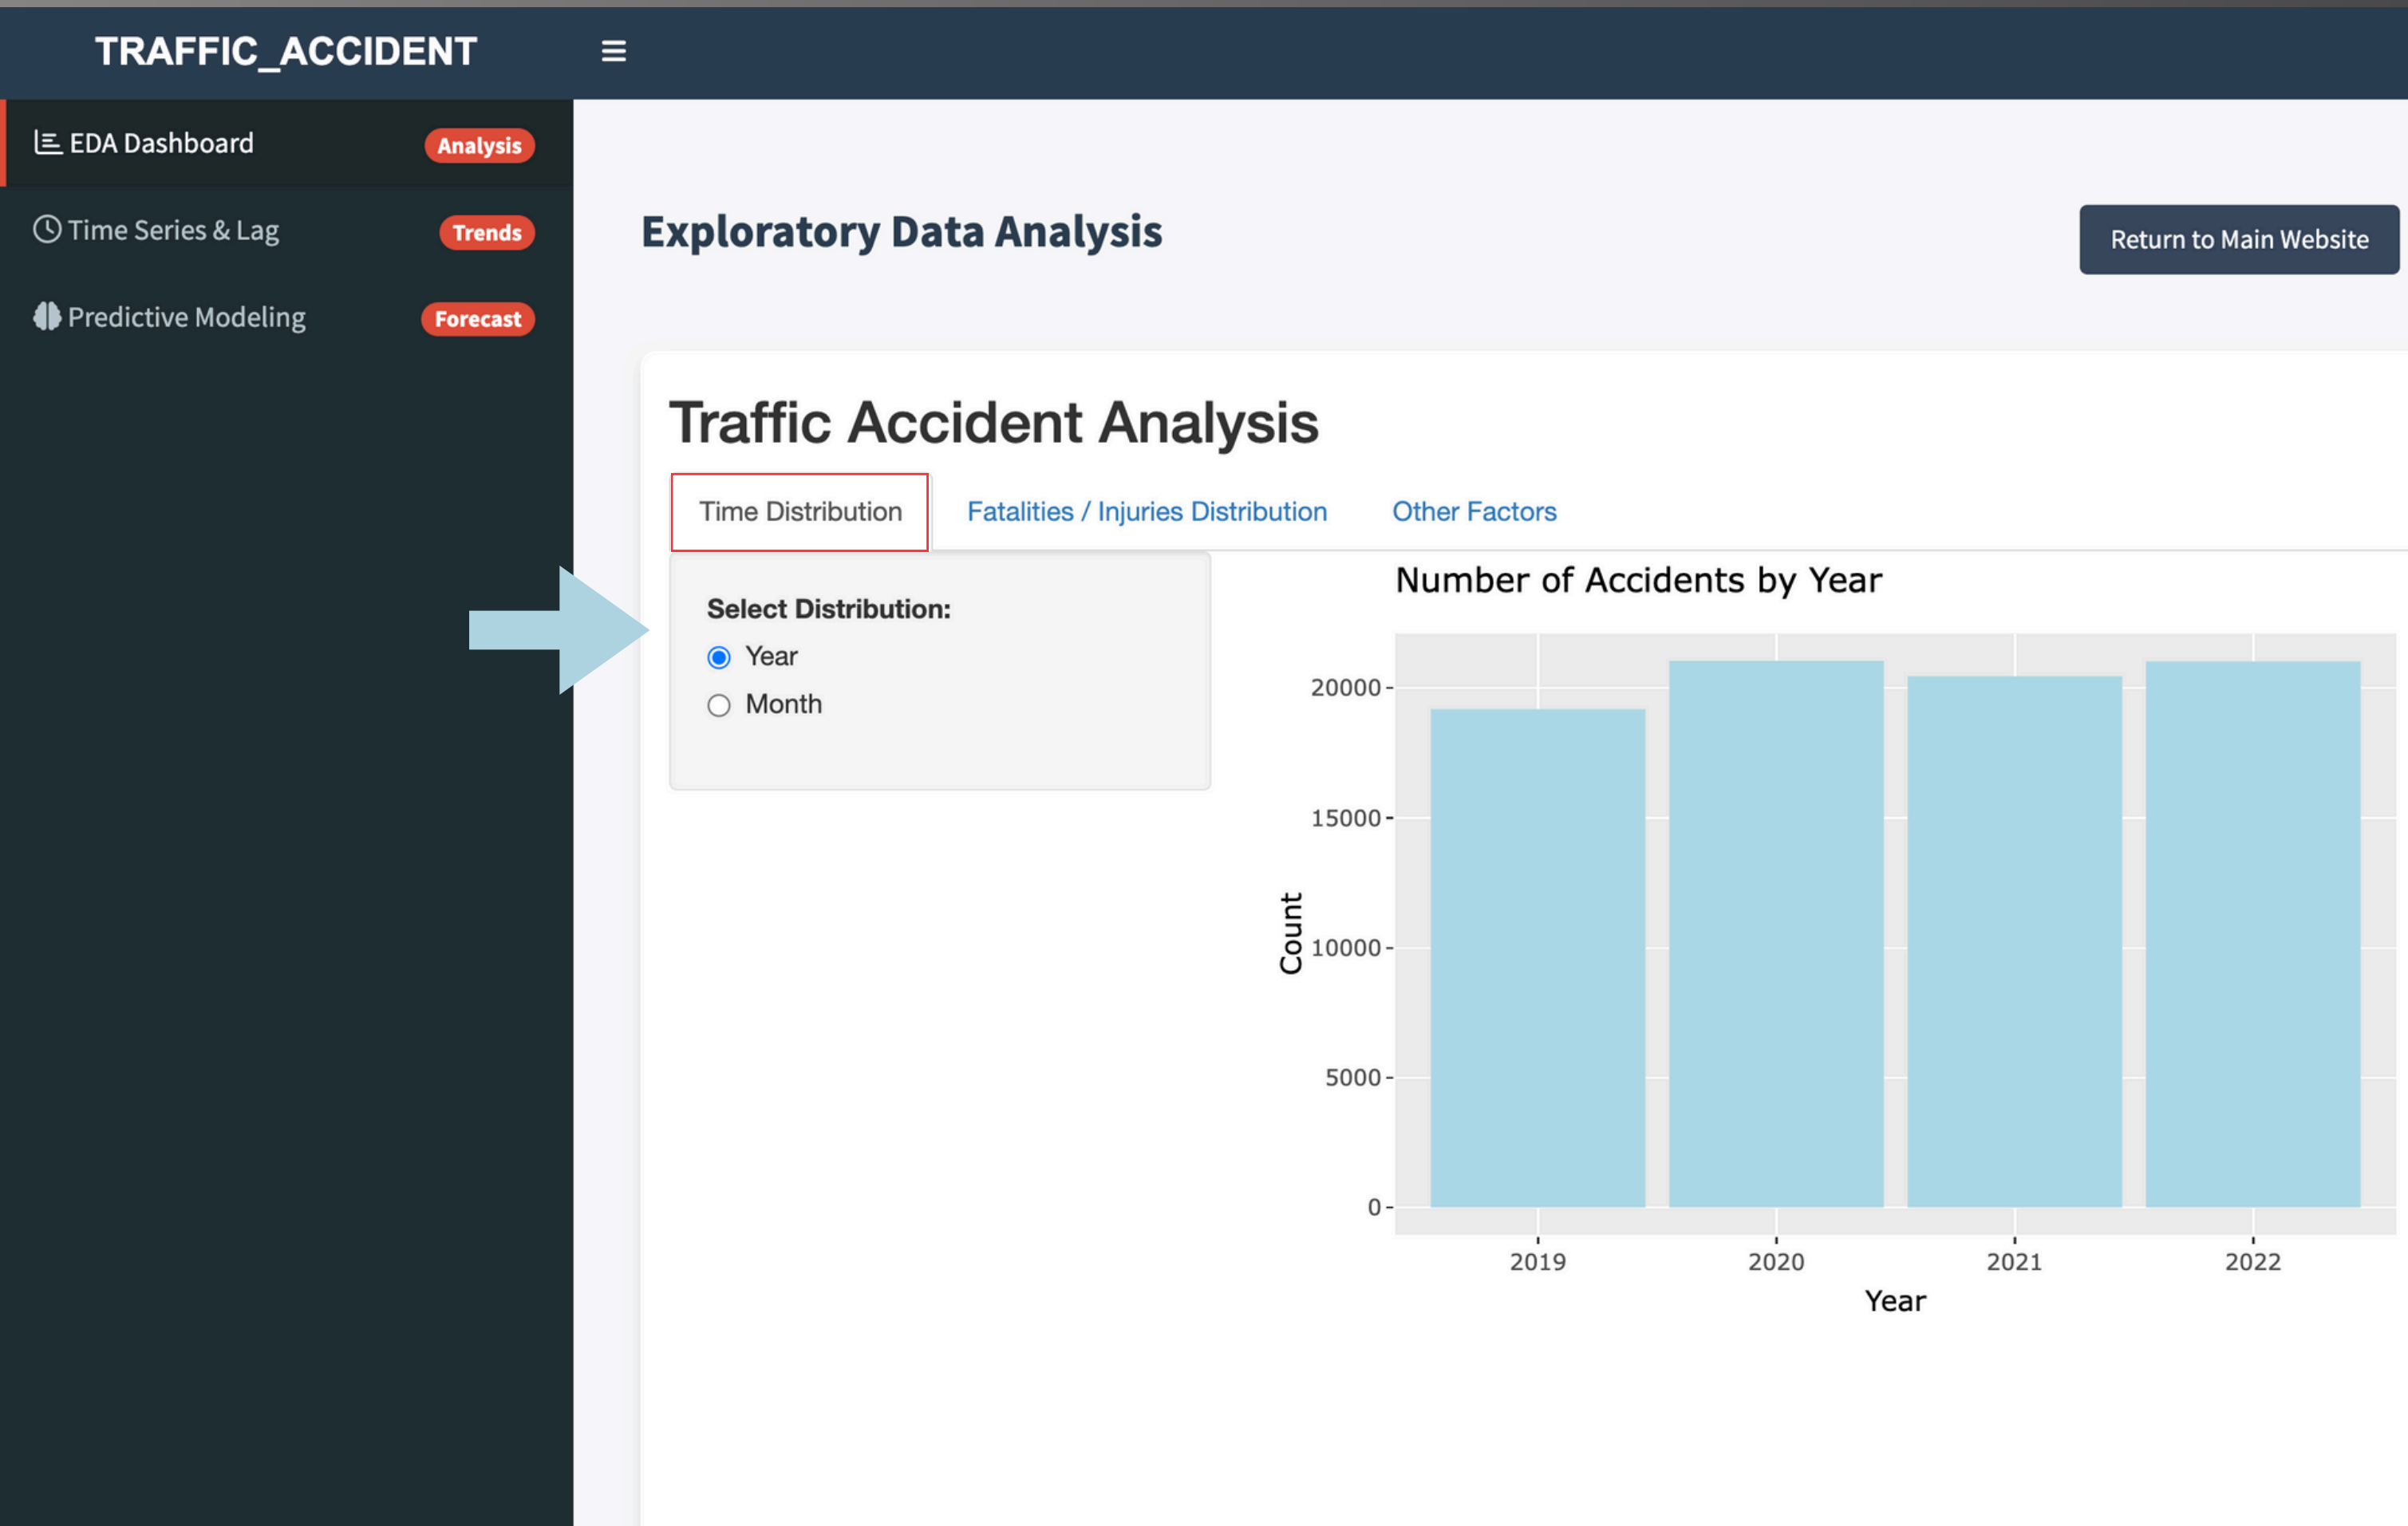 TRAFFIC_ACCIDENT
EDA Dashboard Analysis
Time Series & Lag Trends
Predictive Modeling Forecast
Exploratory Data Analysis
Return to Main Website
Traffic Accident Analysis
Time Distribution Fatalities / Injuries Distribution Other Factors
Select Distribution:
Year
Month
Number of Accidents by Year
Count
20000
15000
10000
5000
0
2019 2020 2021 2022
Year